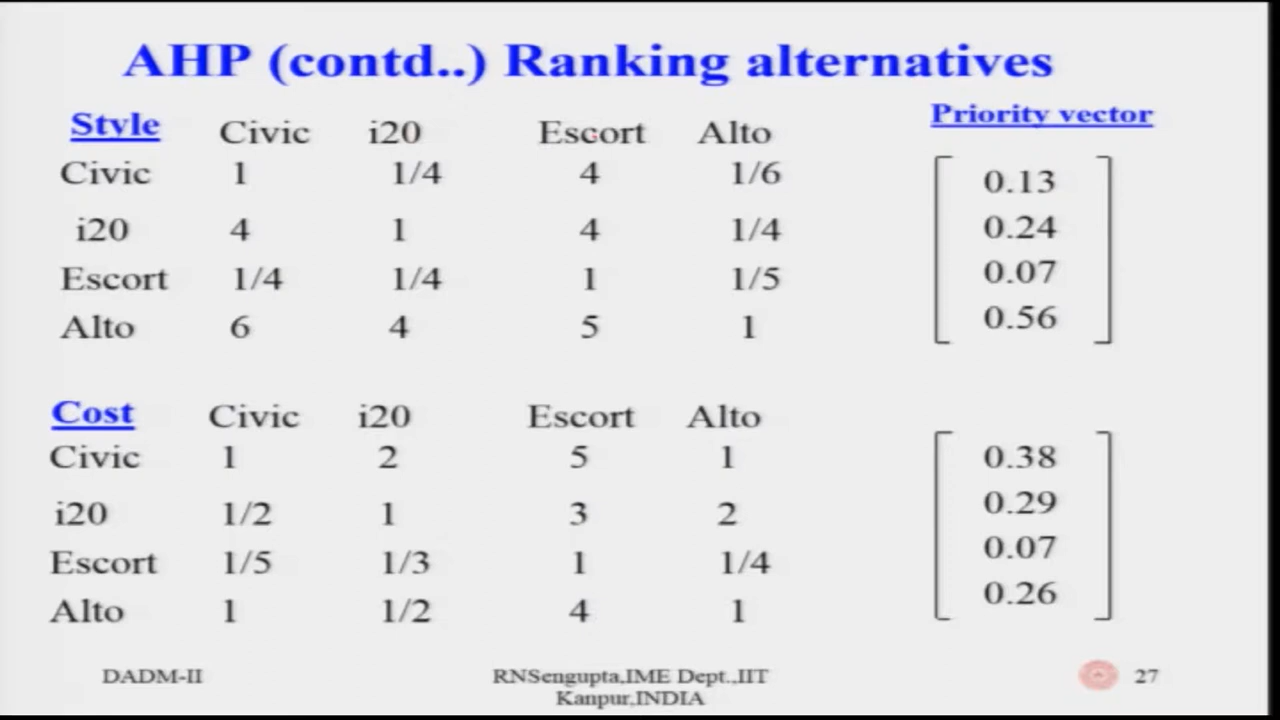 AHP (contd..) Ranking alternatives
Style Civic i20 Escort Alto Priority vector
Civic 1 1/4 4 1/6 0.13
i20 4 1 4 1/4 0.24
Escort 1/4 1/4 1 1/5 0.07
Alto 6 4 5 1 0.56
Cost Civic i20 Escort Alto
Civic 1 2 5 1 0.38
i20 1/2 1 3 2 0.29
Escort 1/5 1/3 1 1/4 0.07
Alto 1 1/2 4 1 0.26
DADM-II RNSengupta,IME Dept.,IIT 27
Kanpur,INDIA